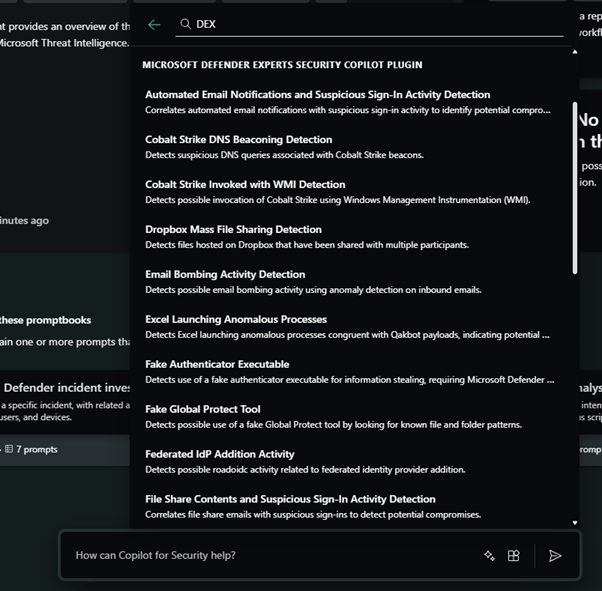 DEX
nt provides an overview of th
Microsoft Threat Intelligence.
a rep
workfl
MICROSOFT DEFENDER EXPERTS SECURITY COPILOT PLUGIN
Automated Email Notifications and Suspicious Sign-In Activity Detection
Correlates automated email notifications with suspicious sign-in activity to identify potential compro...
Cobalt Strike DNS Beaconing Detection
Detects suspicious DNS queries associated with Cobalt Strike beacons.
Cobalt Strike Invoked with WMI Detection
Detects possible invocation of Cobalt Strike using Windows Management Instrumentation (WMI).
Dropbox Mass File Sharing Detection
Detects files hosted on Dropbox that have been shared with multiple participants.
Email Bombing Activity Detection
Detects possible email bombing activity using anomaly detection on inbound emails.
Excel Launching Anomalous Processes
Detects Excel launching anomalous processes congruent with Qakbot payloads, indicating potential ...
Fake Authenticator Executable
Detects use of a fake authenticator executable for information stealing, requiring Microsoft Defender ...
Fake Global Protect Tool
Detects possible use of a fake Global Protect tool by looking for known file and folder patterns.
Federated IdP Addition Activity
Detects possible roadoidc activity related to federated identity provider addition.
File Share Contents and Suspicious Sign-In Activity Detection
Correlates file share emails with suspicious sign-ins to detect potential compromises.
No
n th
poss
ion.
inutes ago
these promptbooks
ain one or more prompts tha
Defender incident inves
a specific incident, with related a
users, and devices.
7 prompts
nalys
inten
us scrip
romp
How can Copilot for Security help?